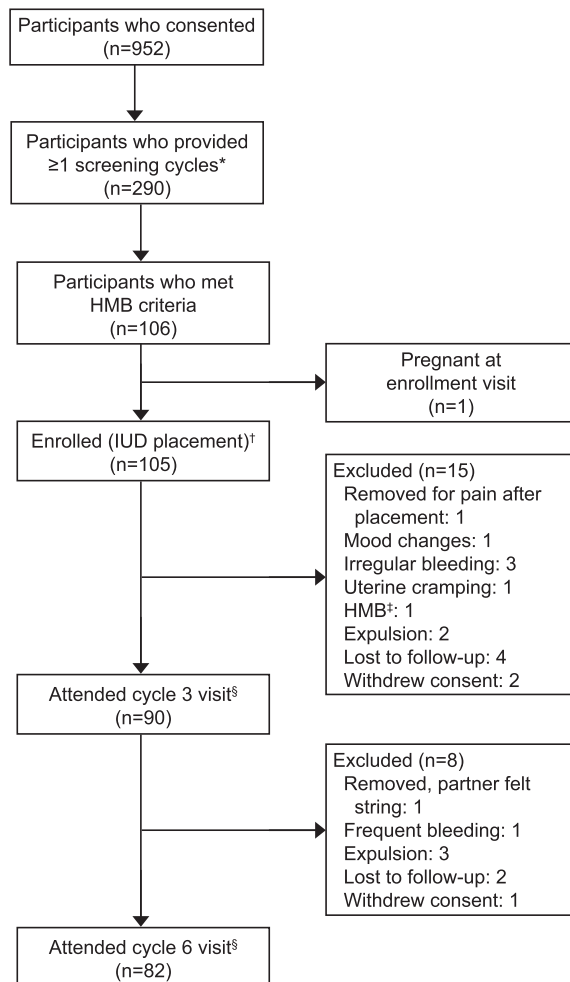 Participants who consented
(n=952)
Participants who provided
≥1 screening cycles*
(n=290)
Participants who met
HMB criteria
(n=106)
Pregnant at
enrollment visit
(n=1)
Enrolled (IUD placement)†
(n=105)
Excluded (n=15)
Removed for pain after
placement: 1
Mood changes: 1
Irregular bleeding: 3
Uterine cramping: 1
HMB‡: 1
Expulsion: 2
Lost to follow-up: 4
Withdrew consent: 2
Attended cycle 3 visit§
(n=90)
Excluded (n=8)
Removed, partner felt
string: 1
Frequent bleeding: 1
Expulsion: 3
Lost to follow-up: 2
Withdrew consent: 1
Attended cycle 6 visit§
(n=82)